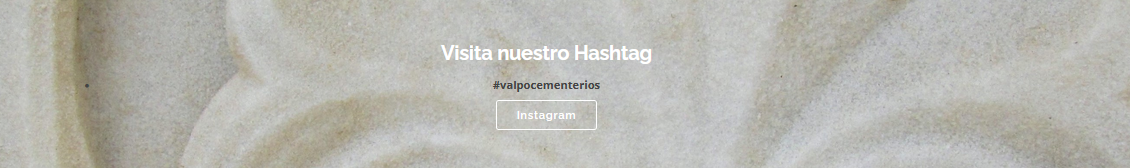 Visita nuestro Hashtag
#valpocementerios
Instagram